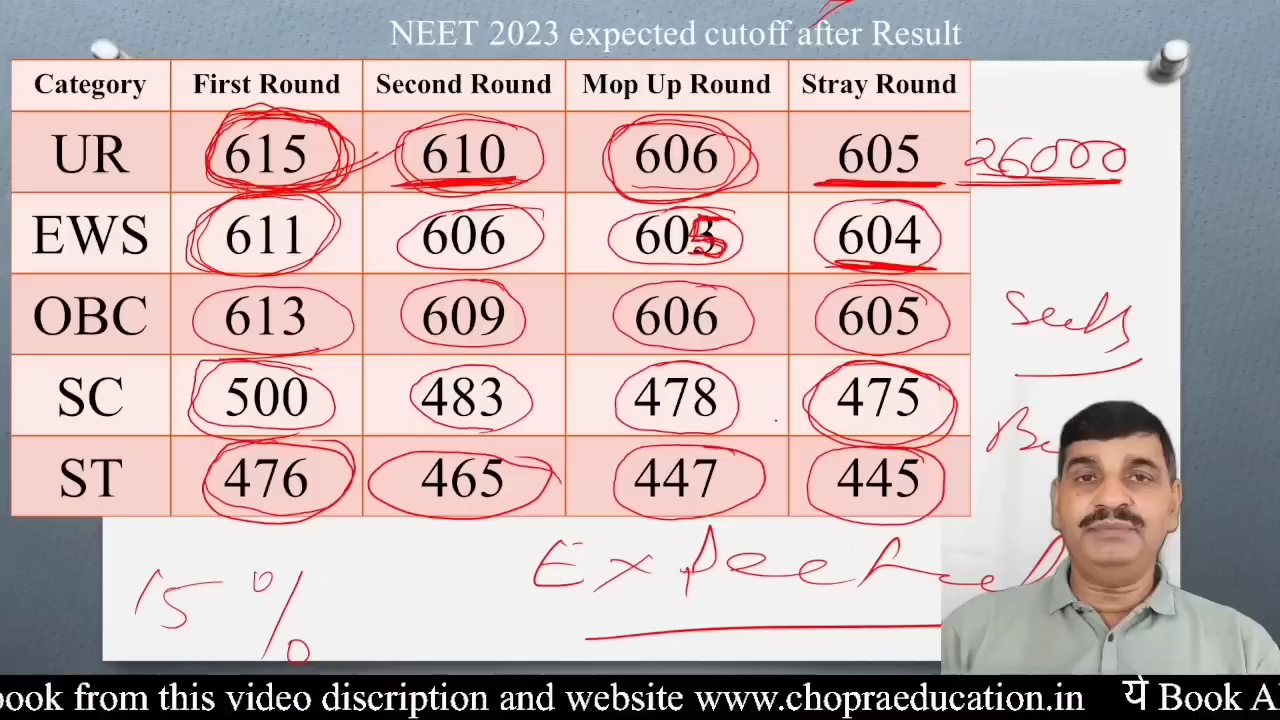 NEET 2023 expected cutoff after Result
Category First Round Second Round Mop Up Round Stray Round
UR 615 610 606 605 26000
EWS 611 606 605 604
OBC 613 609 606 605
Seats
SC 500 483 478 475
Be
ST 476 465 447 445
Expected
15%
book from this video discription and website www.chopraeducation.in ये Book A